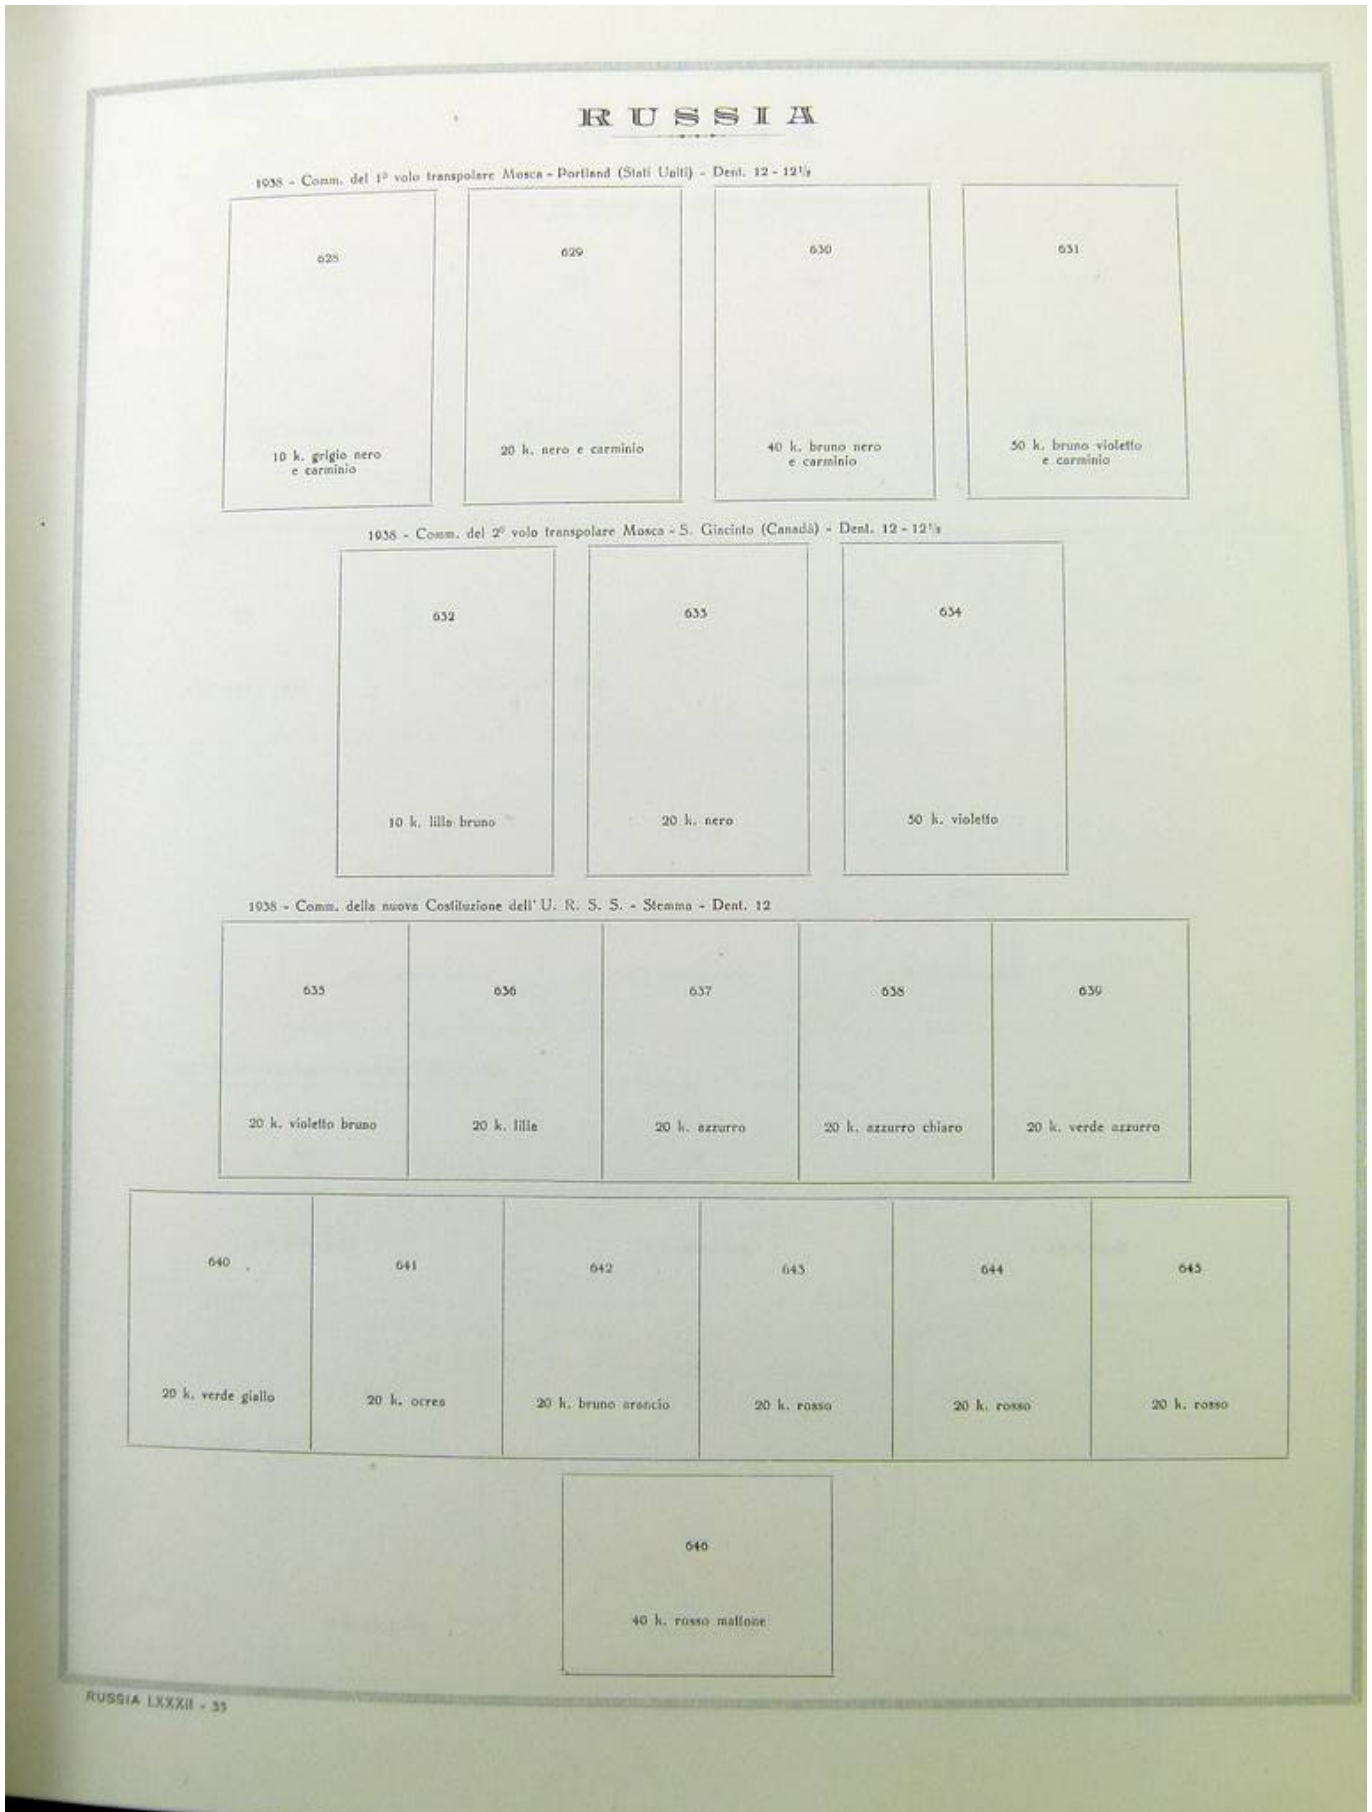 RUSSIA
1938 - Comm. del 1º volo transpolare Mosca - Portland (Stati Uniti) - Dent. 12 - 12½
628
629
630
631
10 k. grigio nero
e carminio
20 k. nero e carminio
40 k. bruno nero
e carminio
50 k. bruno violetto
e carminio
1938 - Comm. del 2º volo transpolare Mosca - S. Giacinto (Canadà) - Dent. 12 - 12½
632
633
634
10 k. lilla bruno
20 k. nero
50 k. violetto
1938 - Comm. della nuova Costituzione dell'U. R. S. S. - Stemma - Dent. 12
635
636
637
638
639
20 k. violetto bruno
20 k. lilla
20 k. azzurro
20 k. azzurro chiaro
20 k. verde azzurro
640
641
642
643
644
645
20 k. verde giallo
20 k. ocrea
20 k. bruno arancio
20 k. rosso
20 k. rosso
20 k. rosso
646
40 k. rosso mattone
RUSSIA LXXXII - 35